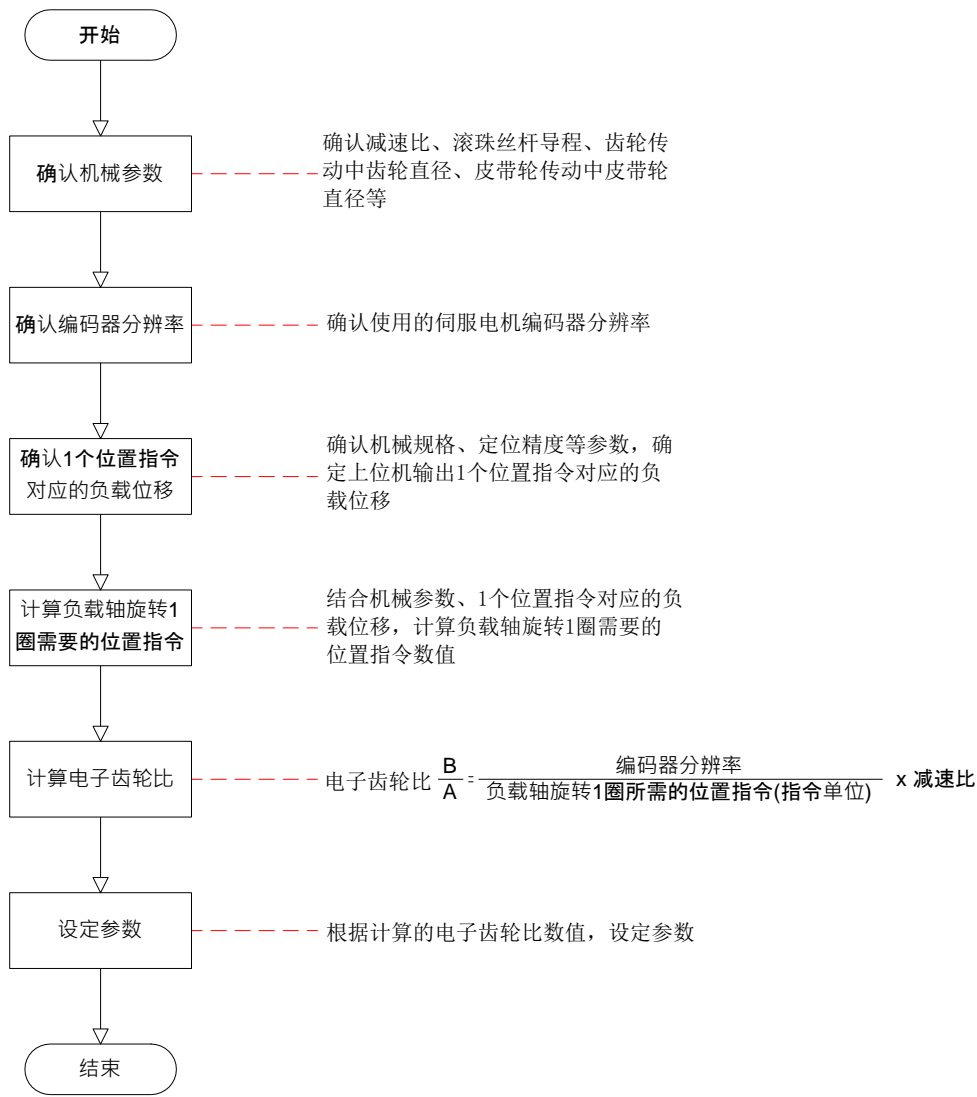 开始
确认机械参数
确认减速比、滚珠丝杆导程、齿轮传
动中齿轮直径、皮带轮传动中皮带轮
直径等
确认编码器分辨率
确认使用的伺服电机编码器分辨率
确认1个位置指令
对应的负载位移
确认机械规格、定位精度等参数，确
定上位机输出1个位置指令对应的负
载位移
计算负载轴旋转1
圈需要的位置指令
结合机械参数、1个位置指令对应的负
载位移，计算负载轴旋转1圈需要的
位置指令数值
计算电子齿轮比
电子齿轮比 B/A = 编码器分辨率/负载轴旋转1圈所需的位置指令(指令单位) x 减速比
设定参数
根据计算的电子齿轮比数值，设定参数
结束